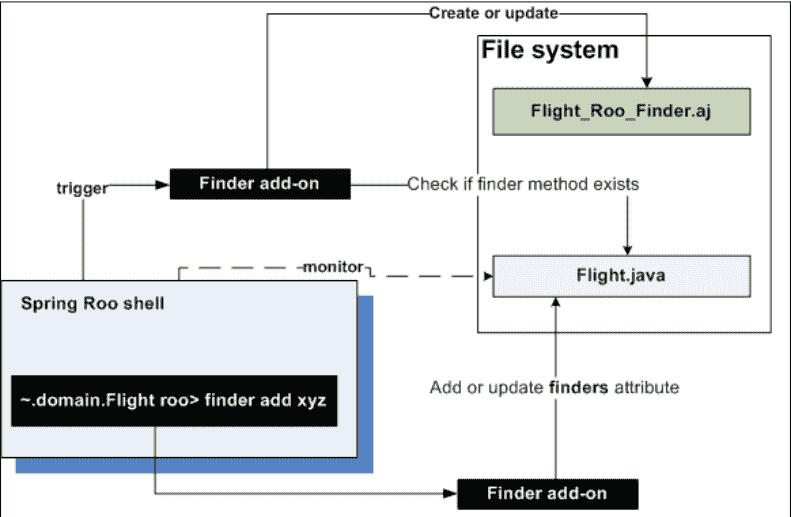 Create or update
File system
Flight_Roo_Finder.aj
Finder add-on
trigger
Check if finder method exists
monitor
Flight.java
Spring Roo shell
~.domain.Flight roo> finder add xyz
Add or update finders attribute
Finder add-on